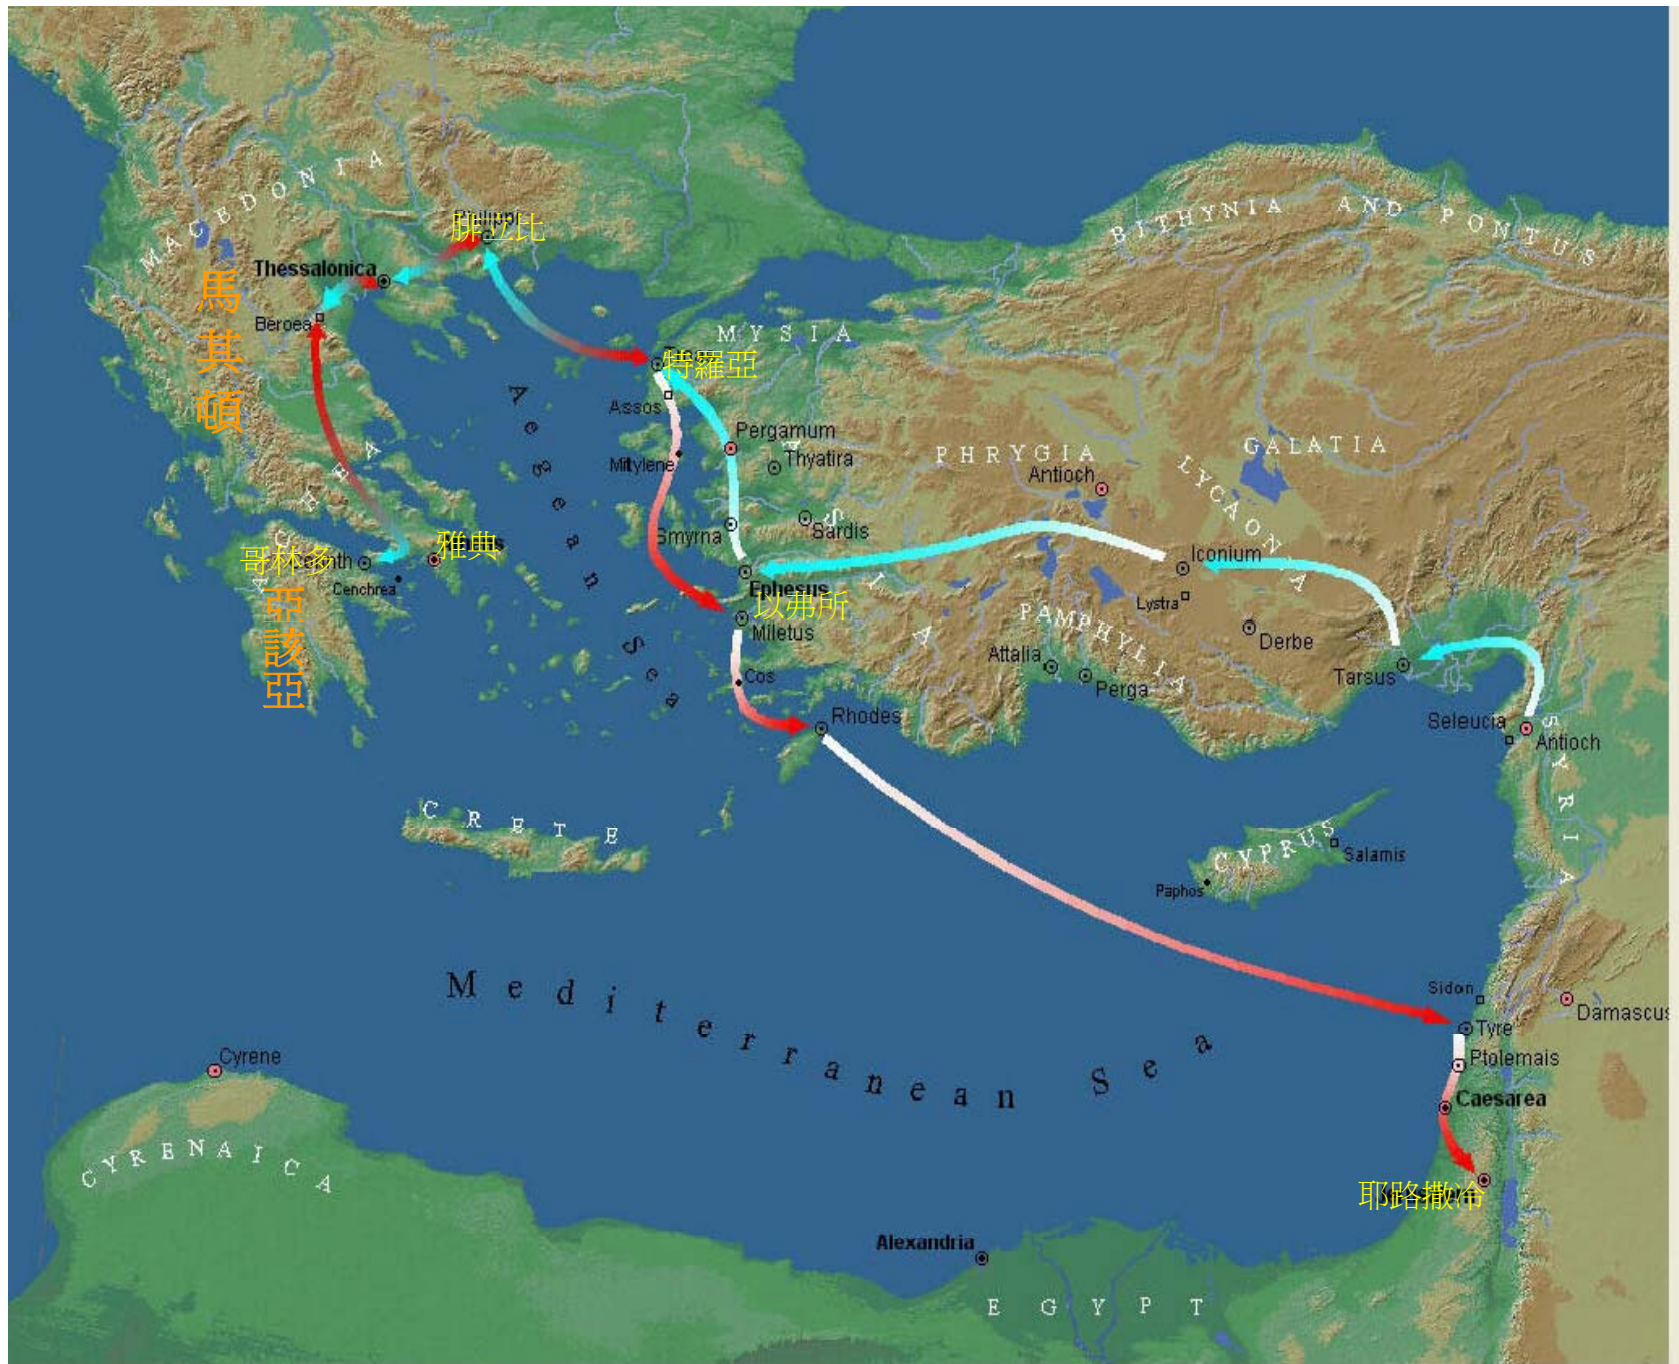 MACEDONIA
BITHYNIA AND PONTUS
腓立比
Thessalonica
馬其頓
Beroea
MYSIA
特羅亞
Assos
Aegean Sea
Pergamum
Thyatira
Mitylene
PHRYGIA
GALATIA
Antioch
LYCAONIA
ACHAEA
ASIA
Smyrna
Sardis
雅典
哥林多
Cenchrea
亞該亞
Iconium
Ephesus
以弗所
Lystra
Miletus
PAMPHYLIA
Derbe
Attalia
Perga
Tarsus
Cos
Rhodes
Seleucia
Antioch
SYRIA
CRETE
CYPRUS
Salamis
Paphos
Mediterranean Sea
Sidon
Damascus
Tyre
Cyrene
Ptolemais
Caesarea
CYRENAICA
耶路撒冷
Alexandria
EGYPT